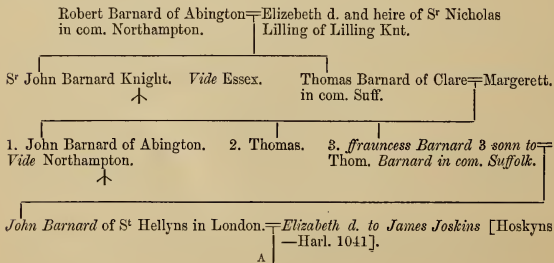 Robert Barnard of Abington=Elizebeth d. and heire of Sʳ Nicholas
in com. Northampton. Lilling of Lilling Knt.
Sʳ John Barnard Knight. Vide Essex. Thomas Barnard of Clare=Margerett.
in com. Suff.
1. John Barnard of Abington. 2. Thomas. 3. ffrauncess Barnard 3 sonn to=
Vide Northampton. Thom. Barnard in com. Suffolk.
John Barnard of Sᵗ Hellyns in London.=Elizabeth d. to James Joskins [Hoskyns
—Harl. 1041].
A